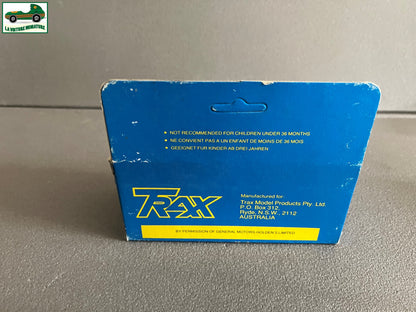 LA VOITURE MINIATURE
• NOT RECOMMENDED FOR CHILDREN UNDER 36 MONTHS
• NE CONVIENT PAS A UN ENFANT DE MOINS DE 36 MOIS
• GEEIGNET FUR KINDER AB DREI JAHREN
TRAX
Manufactured for
Trax Model Products Pty. Ltd.
P.O. Box 312,
Ryde, N.S.W., 2112
AUSTRALIA
BY PERMISSION OF GENERAL MOTORS-HOLDEN'S LIMITED